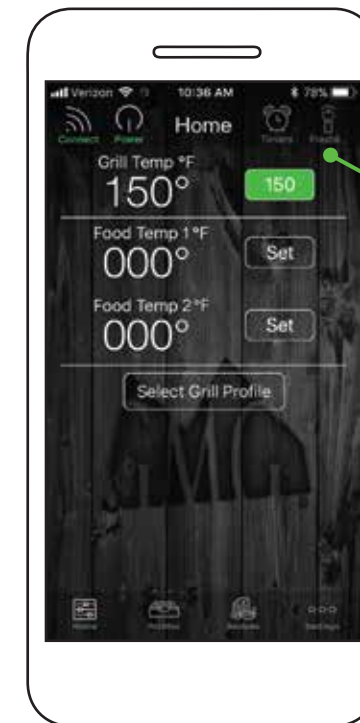 Verizon 10:36 AM 78%
Connect Power Home Timers
Grill Temp °F
150° 150
Food Temp 1°F
000° Set
Food Temp 2°F
000° Set
Select Grill Profile